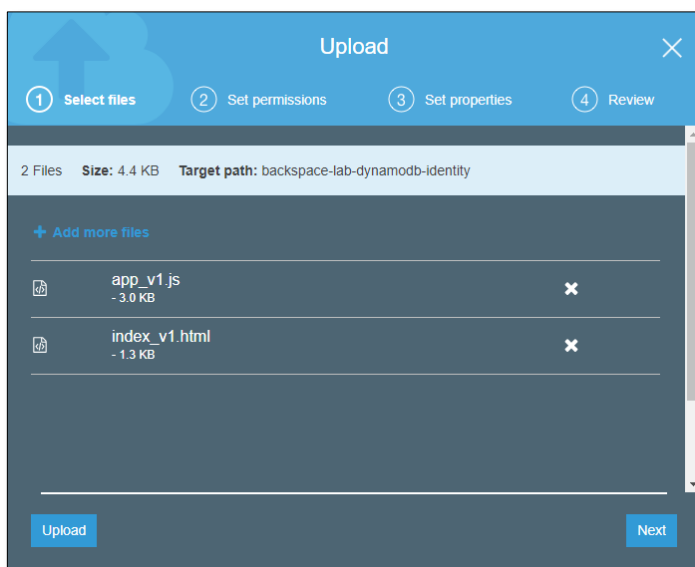 Upload
1 Select files 2 Set permissions 3 Set properties 4 Review
2 Files Size: 4.4 KB Target path: backspace-lab-dynamodb-identity
+ Add more files
app_v1.js
- 3.0 KB
index_v1.html
- 1.3 KB
Upload Next